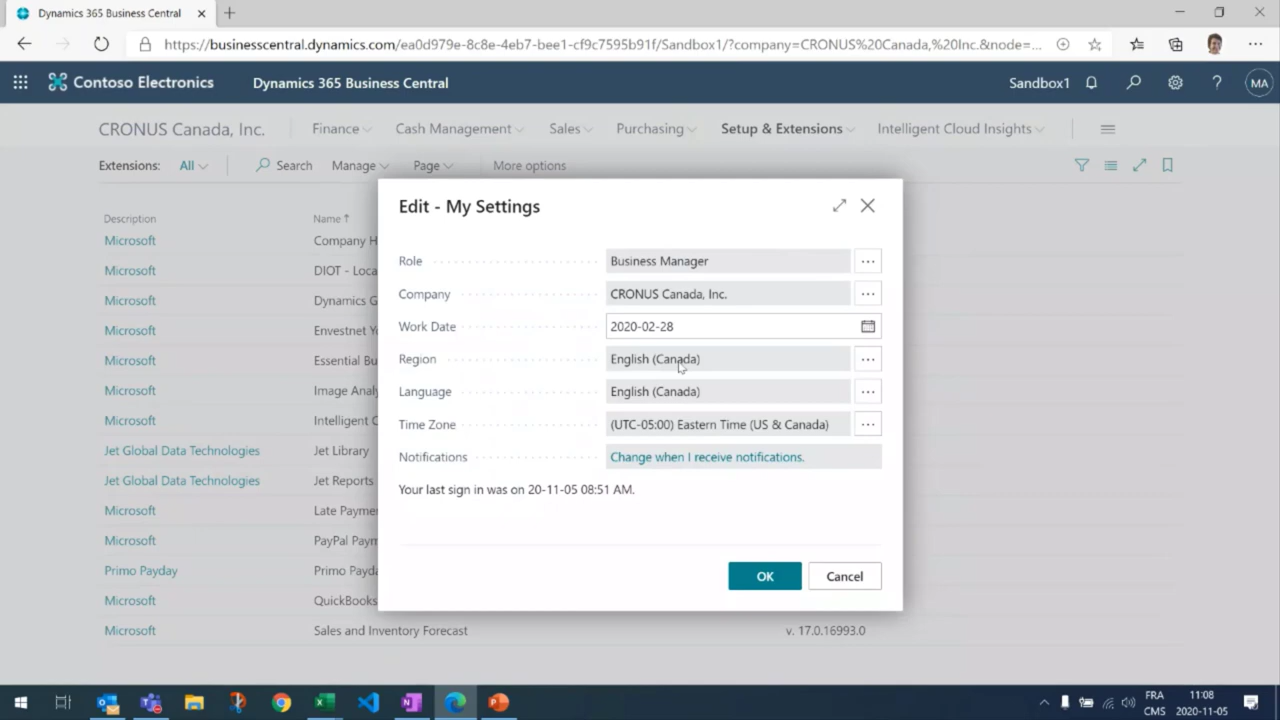 Dynamics 365 Business Central
https://businesscentral.dynamics.com/ea0d979e-8c8e-4eb7-bee1-cf9c7595b91f/Sandbox1/?company=CRONUS%20Canada,%20Inc.&node=...
Contoso Electronics Dynamics 365 Business Central Sandbox1 ? MA
CRONUS Canada, Inc. Finance Cash Management Sales Purchasing Setup & Extensions Intelligent Cloud Insights
Extensions: All Search Manage Page More options
Edit - My Settings
Description Name ↑
Microsoft Company H
Microsoft DIOT - Loca
Microsoft Dynamics G
Microsoft Envestnet Y
Microsoft Essential Bu
Microsoft Image Analy
Microsoft Intelligent C
Jet Global Data Technologies Jet Library
Jet Global Data Technologies Jet Reports
Microsoft Late Payme
Microsoft PayPal Paym
Primo Payday Primo Payda
Microsoft QuickBooks
Microsoft Sales and Inventory Forecast v. 17.0.16993.0
Role Business Manager ...
Company CRONUS Canada, Inc. ...
Work Date 2020-02-28
Region English (Canada) ...
Language English (Canada) ...
Time Zone (UTC-05:00) Eastern Time (US & Canada) ...
Notifications Change when I receive notifications.
Your last sign in was on 20-11-05 08:51 AM.
OK Cancel
FRA 11:08
CMS 2020-11-05